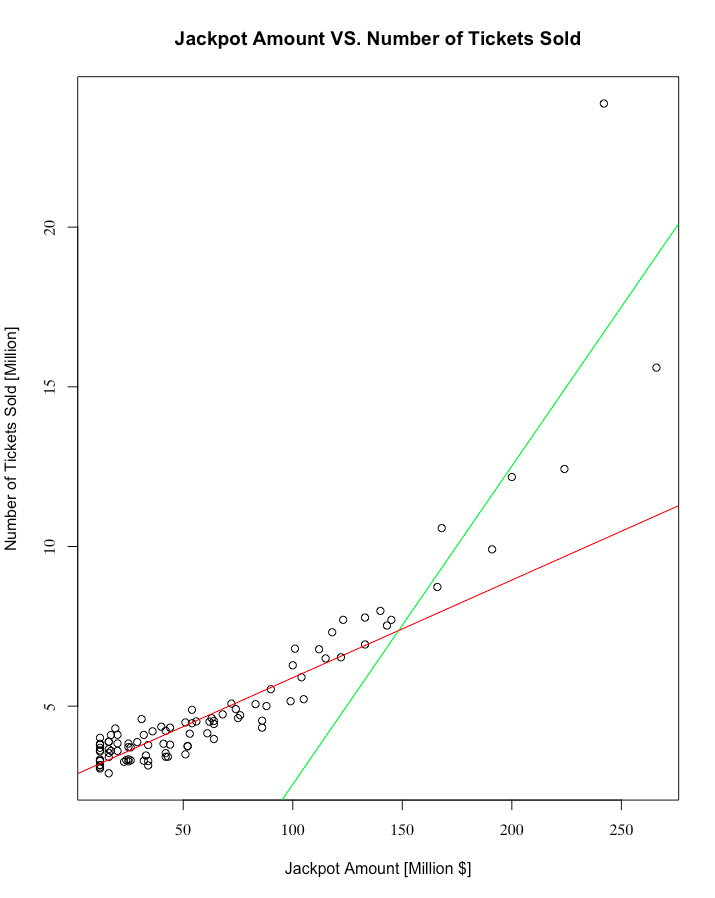 Jackpot Amount VS. Number of Tickets Sold
Number of Tickets Sold [Million]
20
15
10
5
50 100 150 200 250
Jackpot Amount [Million $]